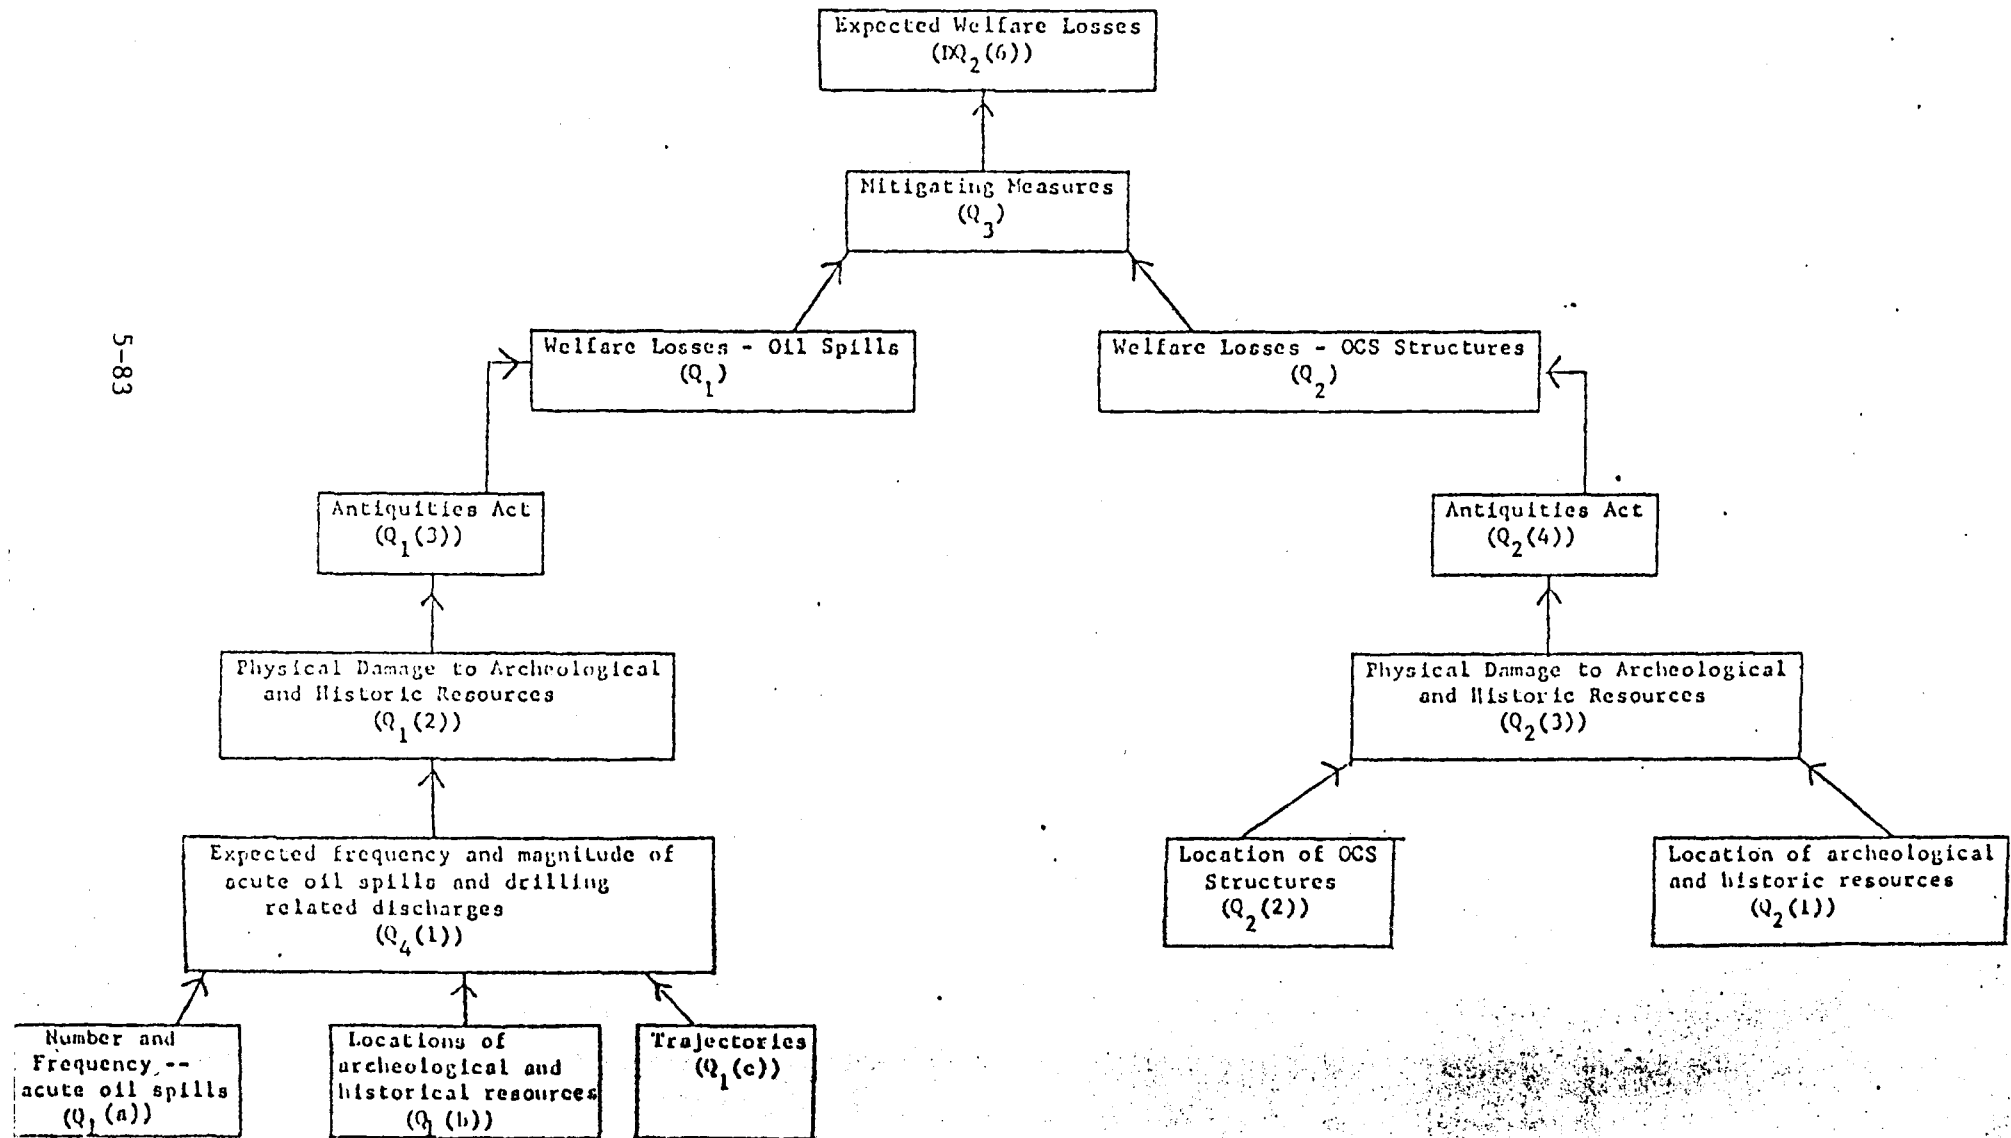 Expected Welfare Losses
(DQ2(6))
Mitigating Measures
(Q3)
Welfare Losses - Oil Spills
(Q1)
Welfare Losses - OCS Structures
(Q2)
5-83
Antiquities Act
(Q1(3))
Antiquities Act
(Q2(4))
Physical Damage to Archeological
and Historic Resources
(Q1(2))
Physical Damage to Archeological
and Historic Resources
(Q2(3))
Expected frequency and magnitude of
acute oil spills and drilling
related discharges
(Q4(1))
Location of OCS
Structures
(Q2(2))
Location of archeological
and historic resources
(Q2(1))
Number and
Frequency --
acute oil spills
(Q1(a))
Locations of
archeological and
historical resources
(Q1(b))
Trajectories
(Q1(c))